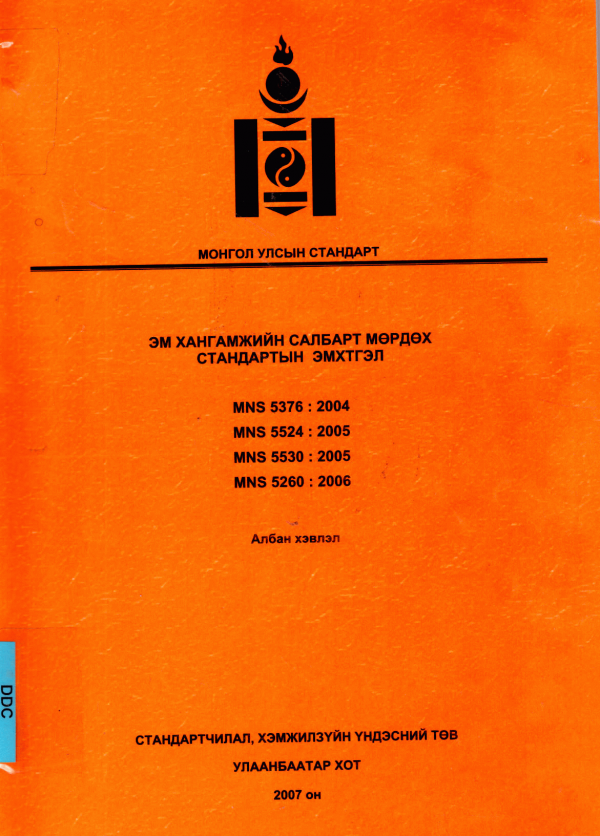 МОНГОЛ УЛСЫН СТАНДАРТ
ЭМ ХАНГАМЖИЙН САЛБАРТ МӨРДӨХ
СТАНДАРТЫН ЭМХТГЭЛ
MNS 5376 : 2004
MNS 5524 : 2005
MNS 5530 : 2005
MNS 5260 : 2006
Албан хэвлэл
DDC
СТАНДАРТЧИЛАЛ, ХЭМЖИЛЗҮЙН ҮНДЭСНИЙ ТӨВ
УЛААНБААТАР ХОТ
2007 он